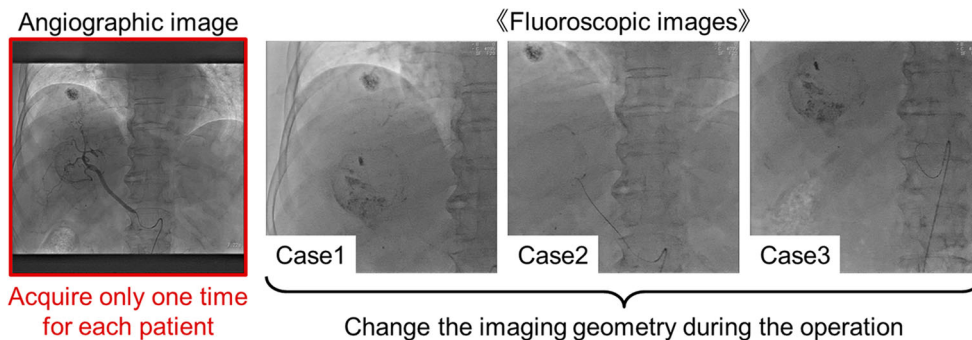 Angiographic image
《Fluoroscopic images》
Case1
Case2
Case3
Acquire only one time
for each patient
Change the imaging geometry during the operation